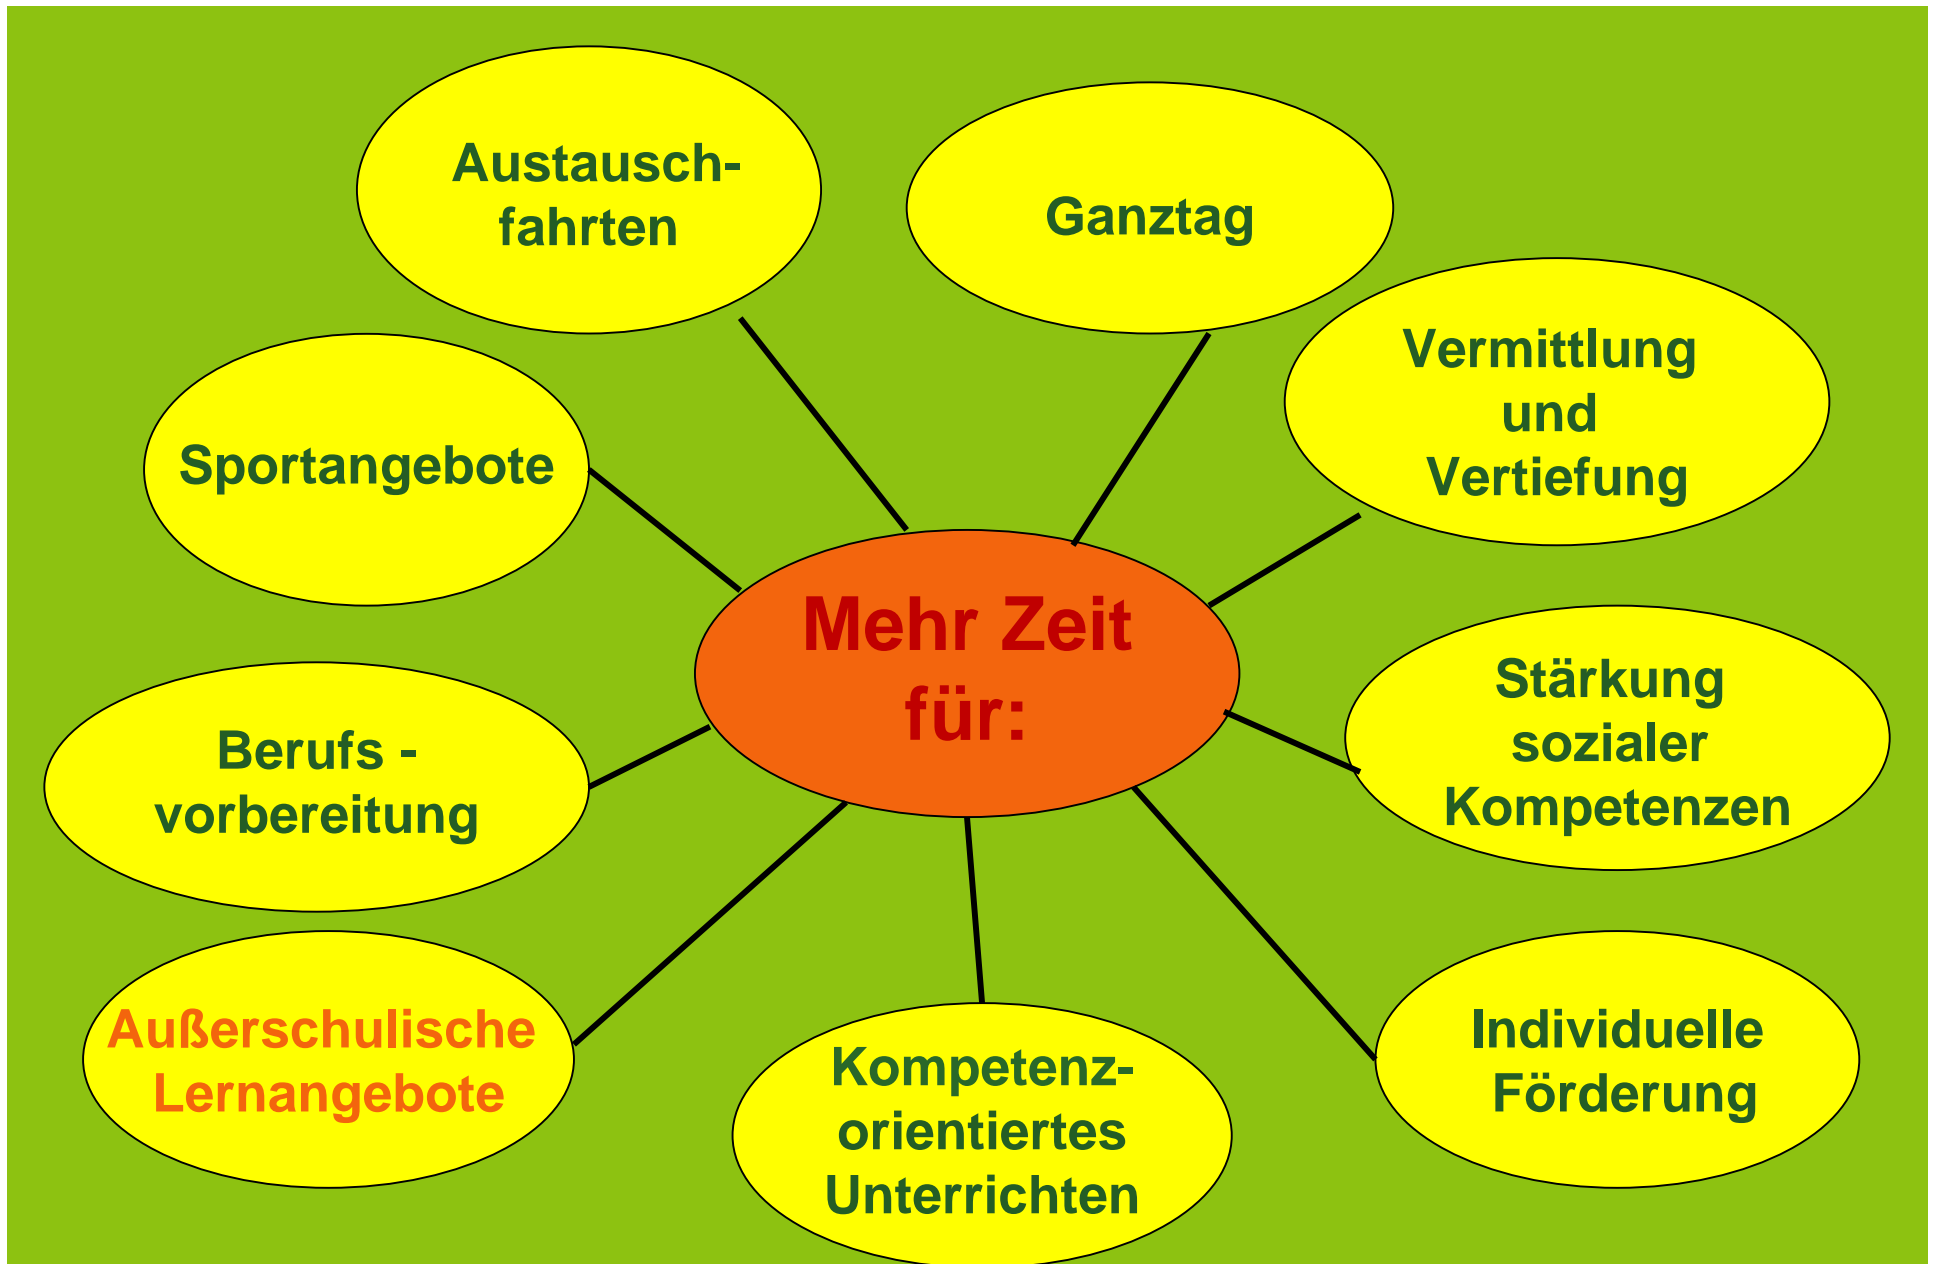 Austausch-
fahrten
Ganztag
Vermittlung
und
Vertiefung
Sportangebote
Mehr Zeit
für:
Stärkung
sozialer
Kompetenzen
Berufs -
vorbereitung
Außerschulische
Lernangebote
Kompetenz-
orientiertes
Unterrichten
Individuelle
Förderung